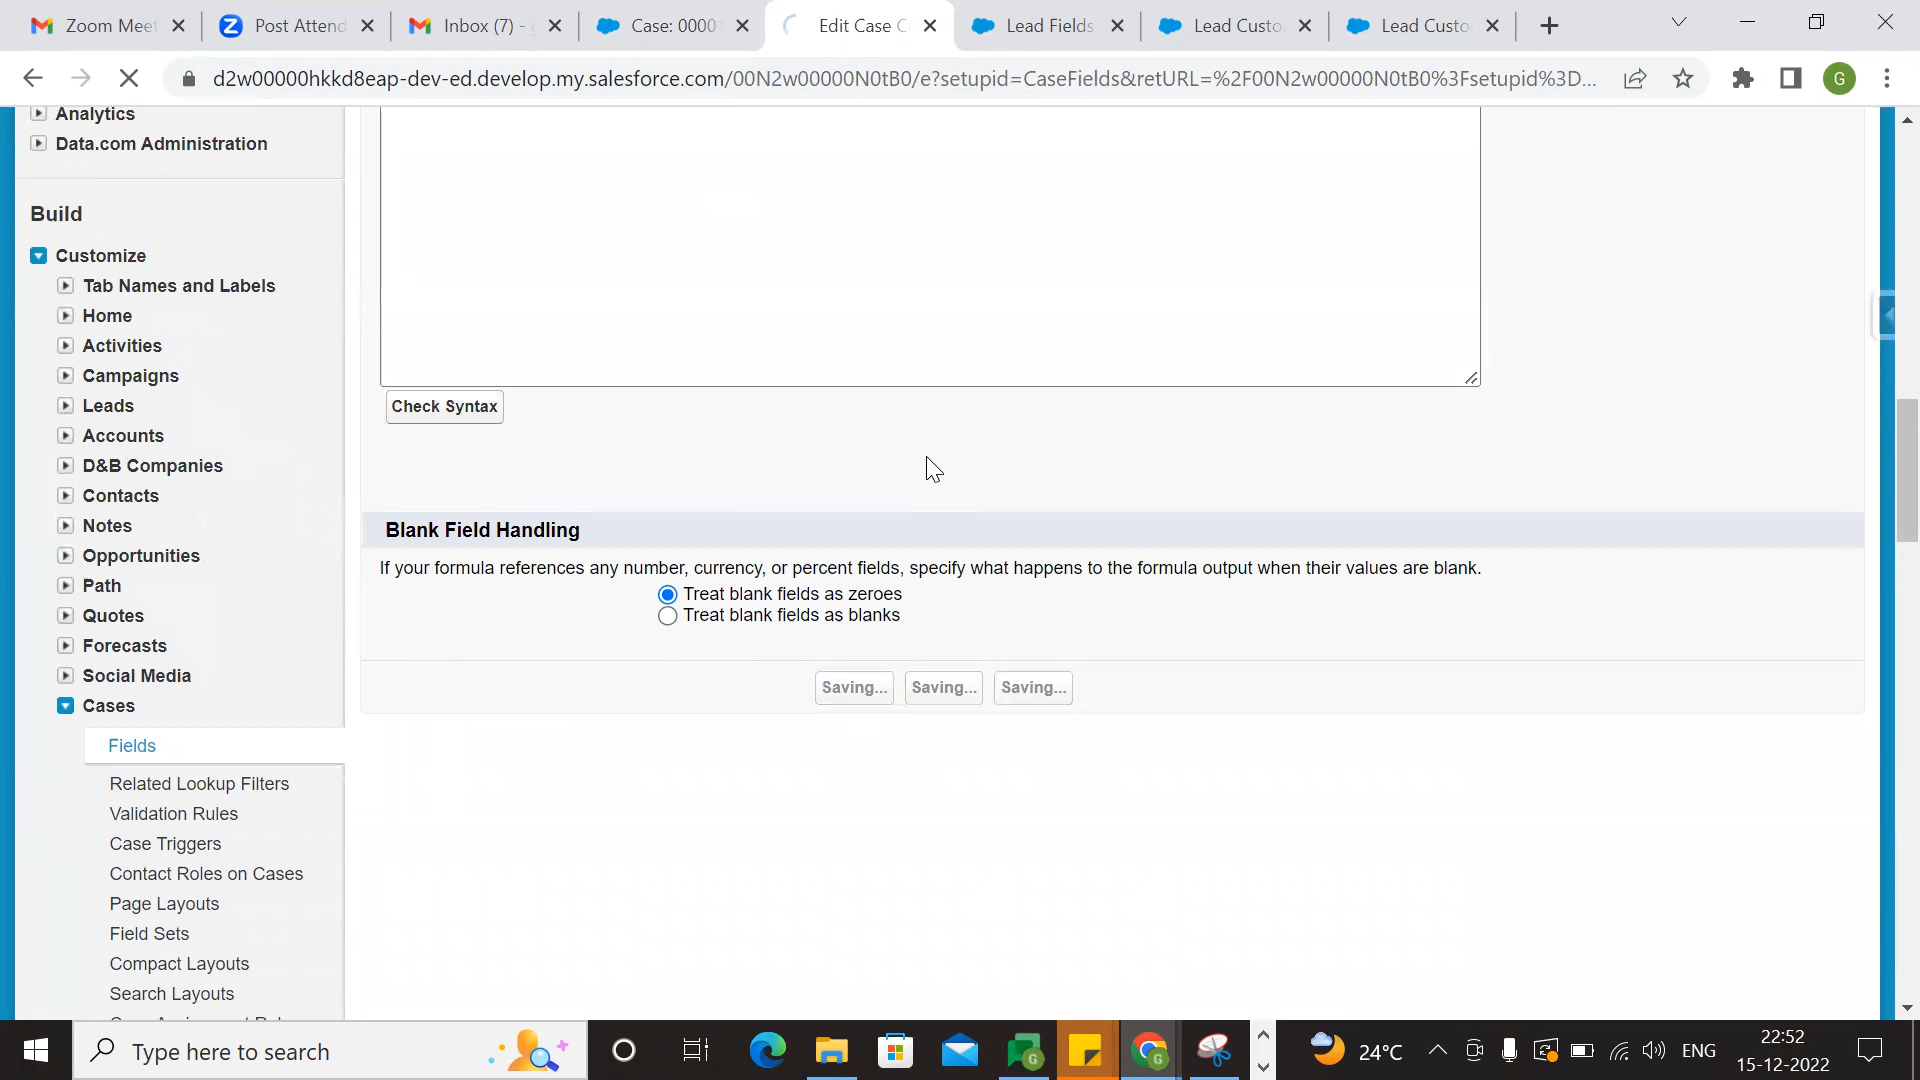 Zoom Meet
Post Attend
Inbox (7) - g
Case: 00001
Edit Case C
Lead Fields
Lead Custo
Lead Custo
d2w00000hkkd8eap-dev-ed.develop.my.salesforce.com/00N2w00000N0tB0/e?setupid=CaseFields&retURL=%2F00N2w00000N0tB0%3Fsetupid%3D...
G
Analytics
Data.com Administration
Build
Customize
Tab Names and Labels
Home
Activities
Campaigns
Leads
Accounts
D&B Companies
Contacts
Notes
Opportunities
Path
Quotes
Forecasts
Social Media
Cases
Fields
Related Lookup Filters
Validation Rules
Case Triggers
Contact Roles on Cases
Page Layouts
Field Sets
Compact Layouts
Search Layouts
Check Syntax
Blank Field Handling
If your formula references any number, currency, or percent fields, specify what happens to the formula output when their values are blank.
Treat blank fields as zeroes
Treat blank fields as blanks
Saving... Saving... Saving...
Type here to search
24°C
ENG
22:52
15-12-2022